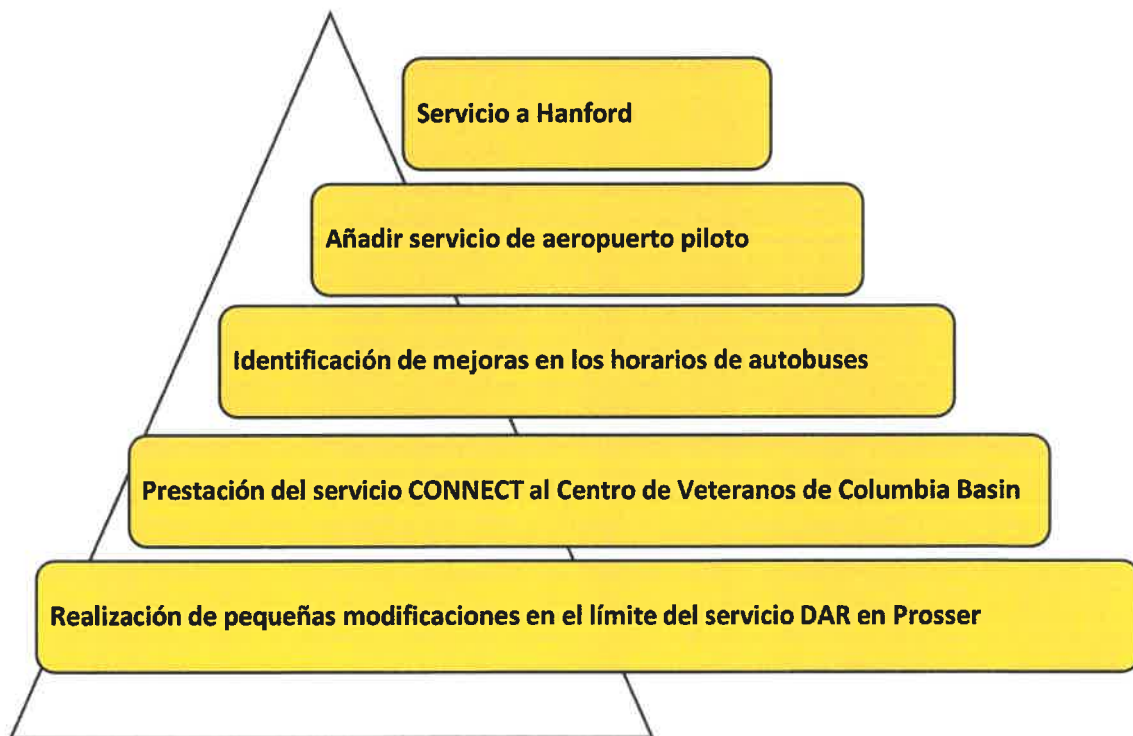 Servicio a Hanford
Añadir servicio de aeropuerto piloto
Identificación de mejoras en los horarios de autobuses
Prestación del servicio CONNECT al Centro de Veteranos de Columbia Basin
Realización de pequeñas modificaciones en el límite del servicio DAR en Prosser